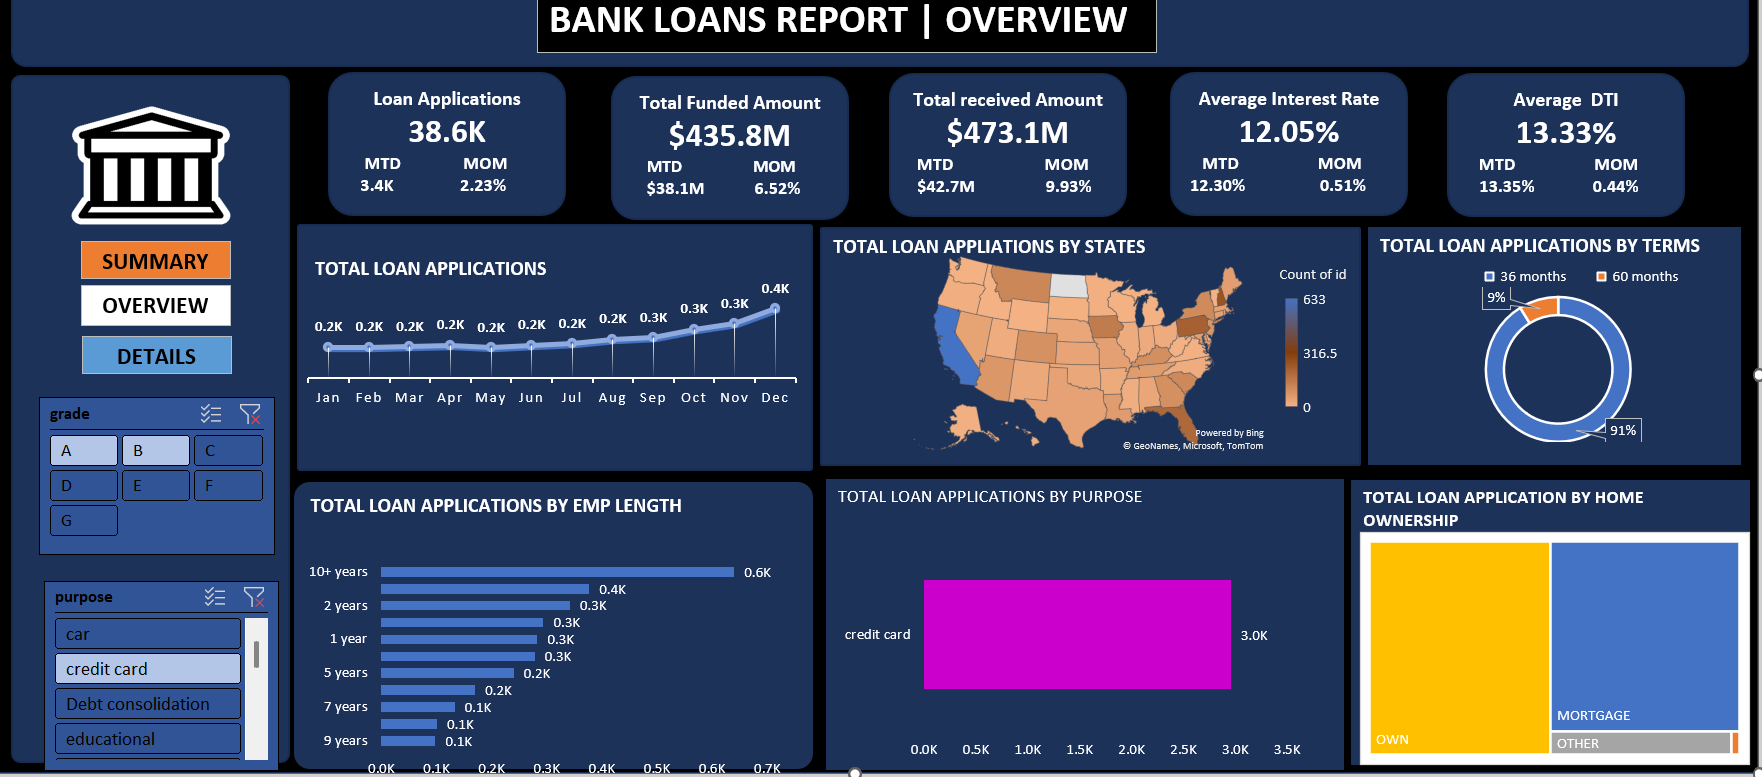 BANK LOANS REPORT | OVERVIEW
Loan Applications
38.6K
MTD MOM
3.4K 2.23%
Total Funded Amount
$435.8M
MTD MOM
$38.1M 6.52%
Total received Amount
$473.1M
MTD MOM
$42.7M 9.93%
Average Interest Rate
12.05%
MTD MOM
12.30% 0.51%
Average DTI
13.33%
MTD MOM
13.35% 0.44%
SUMMARY
OVERVIEW
DETAILS
grade
A B C
D E F
G
purpose
car
credit card
Debt consolidation
educational
TOTAL LOAN APPLICATIONS
0.2K 0.2K 0.2K 0.2K 0.2K 0.2K 0.2K 0.2K 0.3K 0.3K 0.3K 0.4K
Jan Feb Mar Apr May Jun Jul Aug Sep Oct Nov Dec
TOTAL LOAN APPLIATIONS BY STATES
Count of id
633
316.5
0
Powered by Bing
© GeoNames, Microsoft, TomTom
TOTAL LOAN APPLICATIONS BY TERMS
36 months 60 months
9%
91%
TOTAL LOAN APPLICATIONS BY EMP LENGTH
10+ years 0.6K
0.4K
2 years 0.3K
0.3K
1 year 0.3K
0.3K
5 years 0.2K
0.2K
7 years 0.1K
0.1K
9 years 0.1K
0.0K 0.1K 0.2K 0.3K 0.4K 0.5K 0.6K 0.7K
TOTAL LOAN APPLICATIONS BY PURPOSE
credit card 3.0K
0.0K 0.5K 1.0K 1.5K 2.0K 2.5K 3.0K 3.5K
TOTAL LOAN APPLICATION BY HOME
OWNERSHIP
OWN
MORTGAGE
OTHER